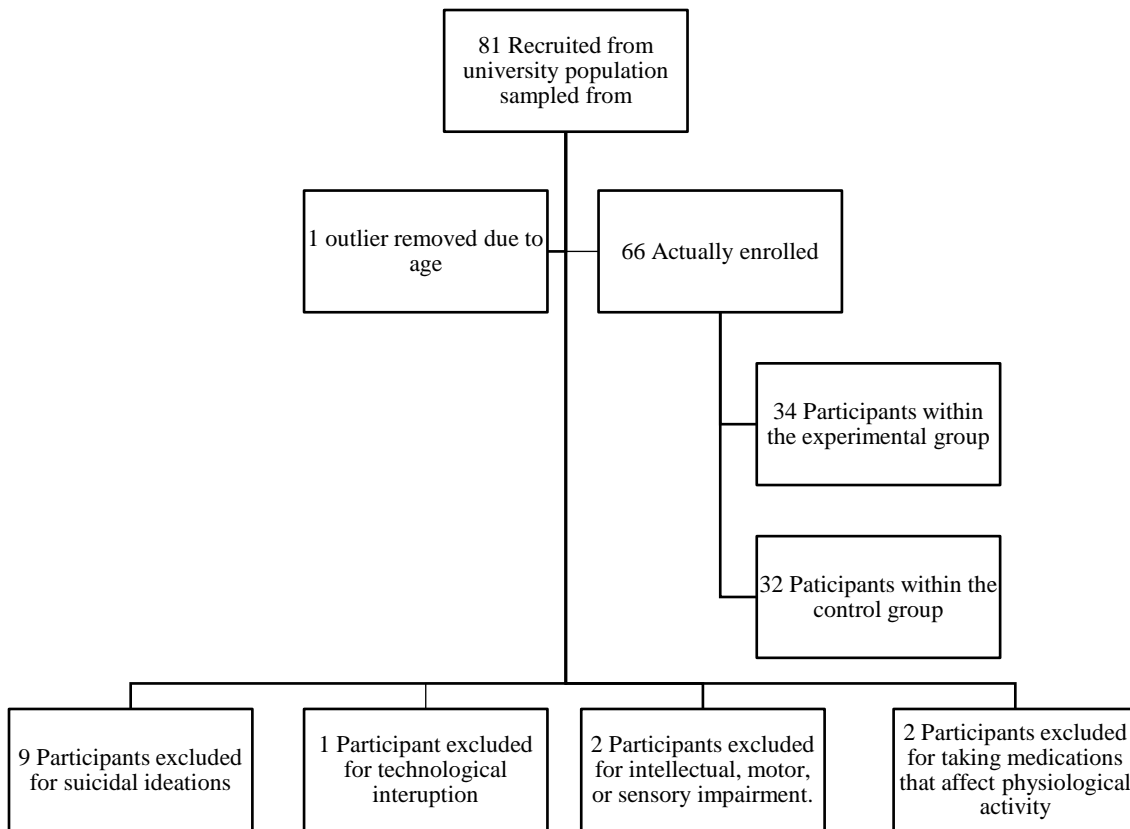 81 Recruited from
university population
sampled from
1 outlier removed due to
age
66 Actually enrolled
34 Participants within
the experimental group
32 Paticipants within the
control group
9 Participants excluded
for suicidal ideations
1 Participant excluded
for technological
interuption
2 Participants excluded
for intellectual, motor,
or sensory impairment.
2 Participants excluded
for taking medications
that affect physiological
activity